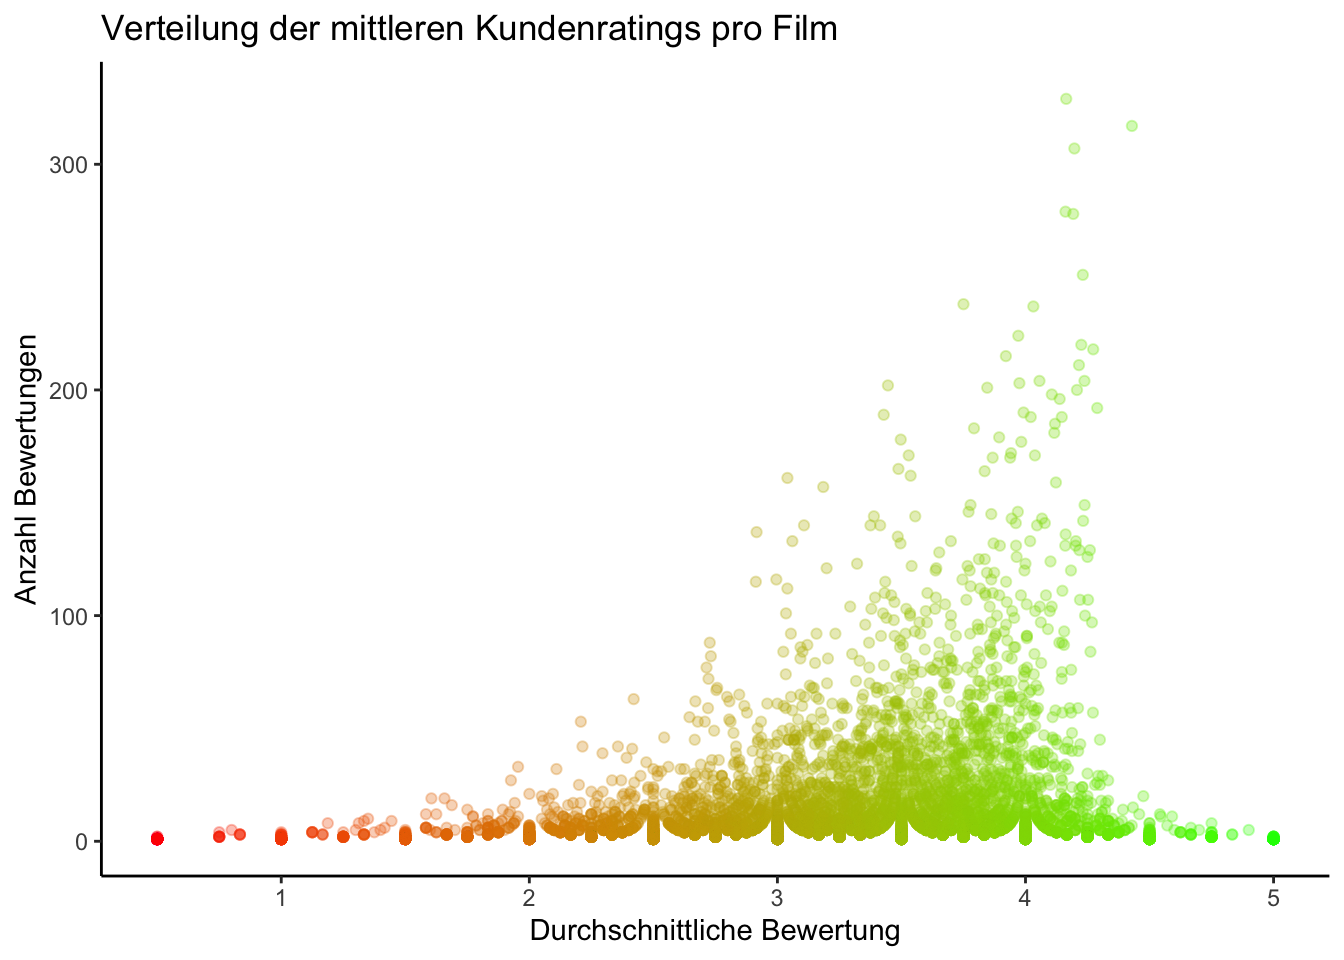 Verteilung der mittleren Kundenratings pro Film
300
200
100
0
Anzahl Bewertungen
1 2 3 4 5
Durchschnittliche Bewertung